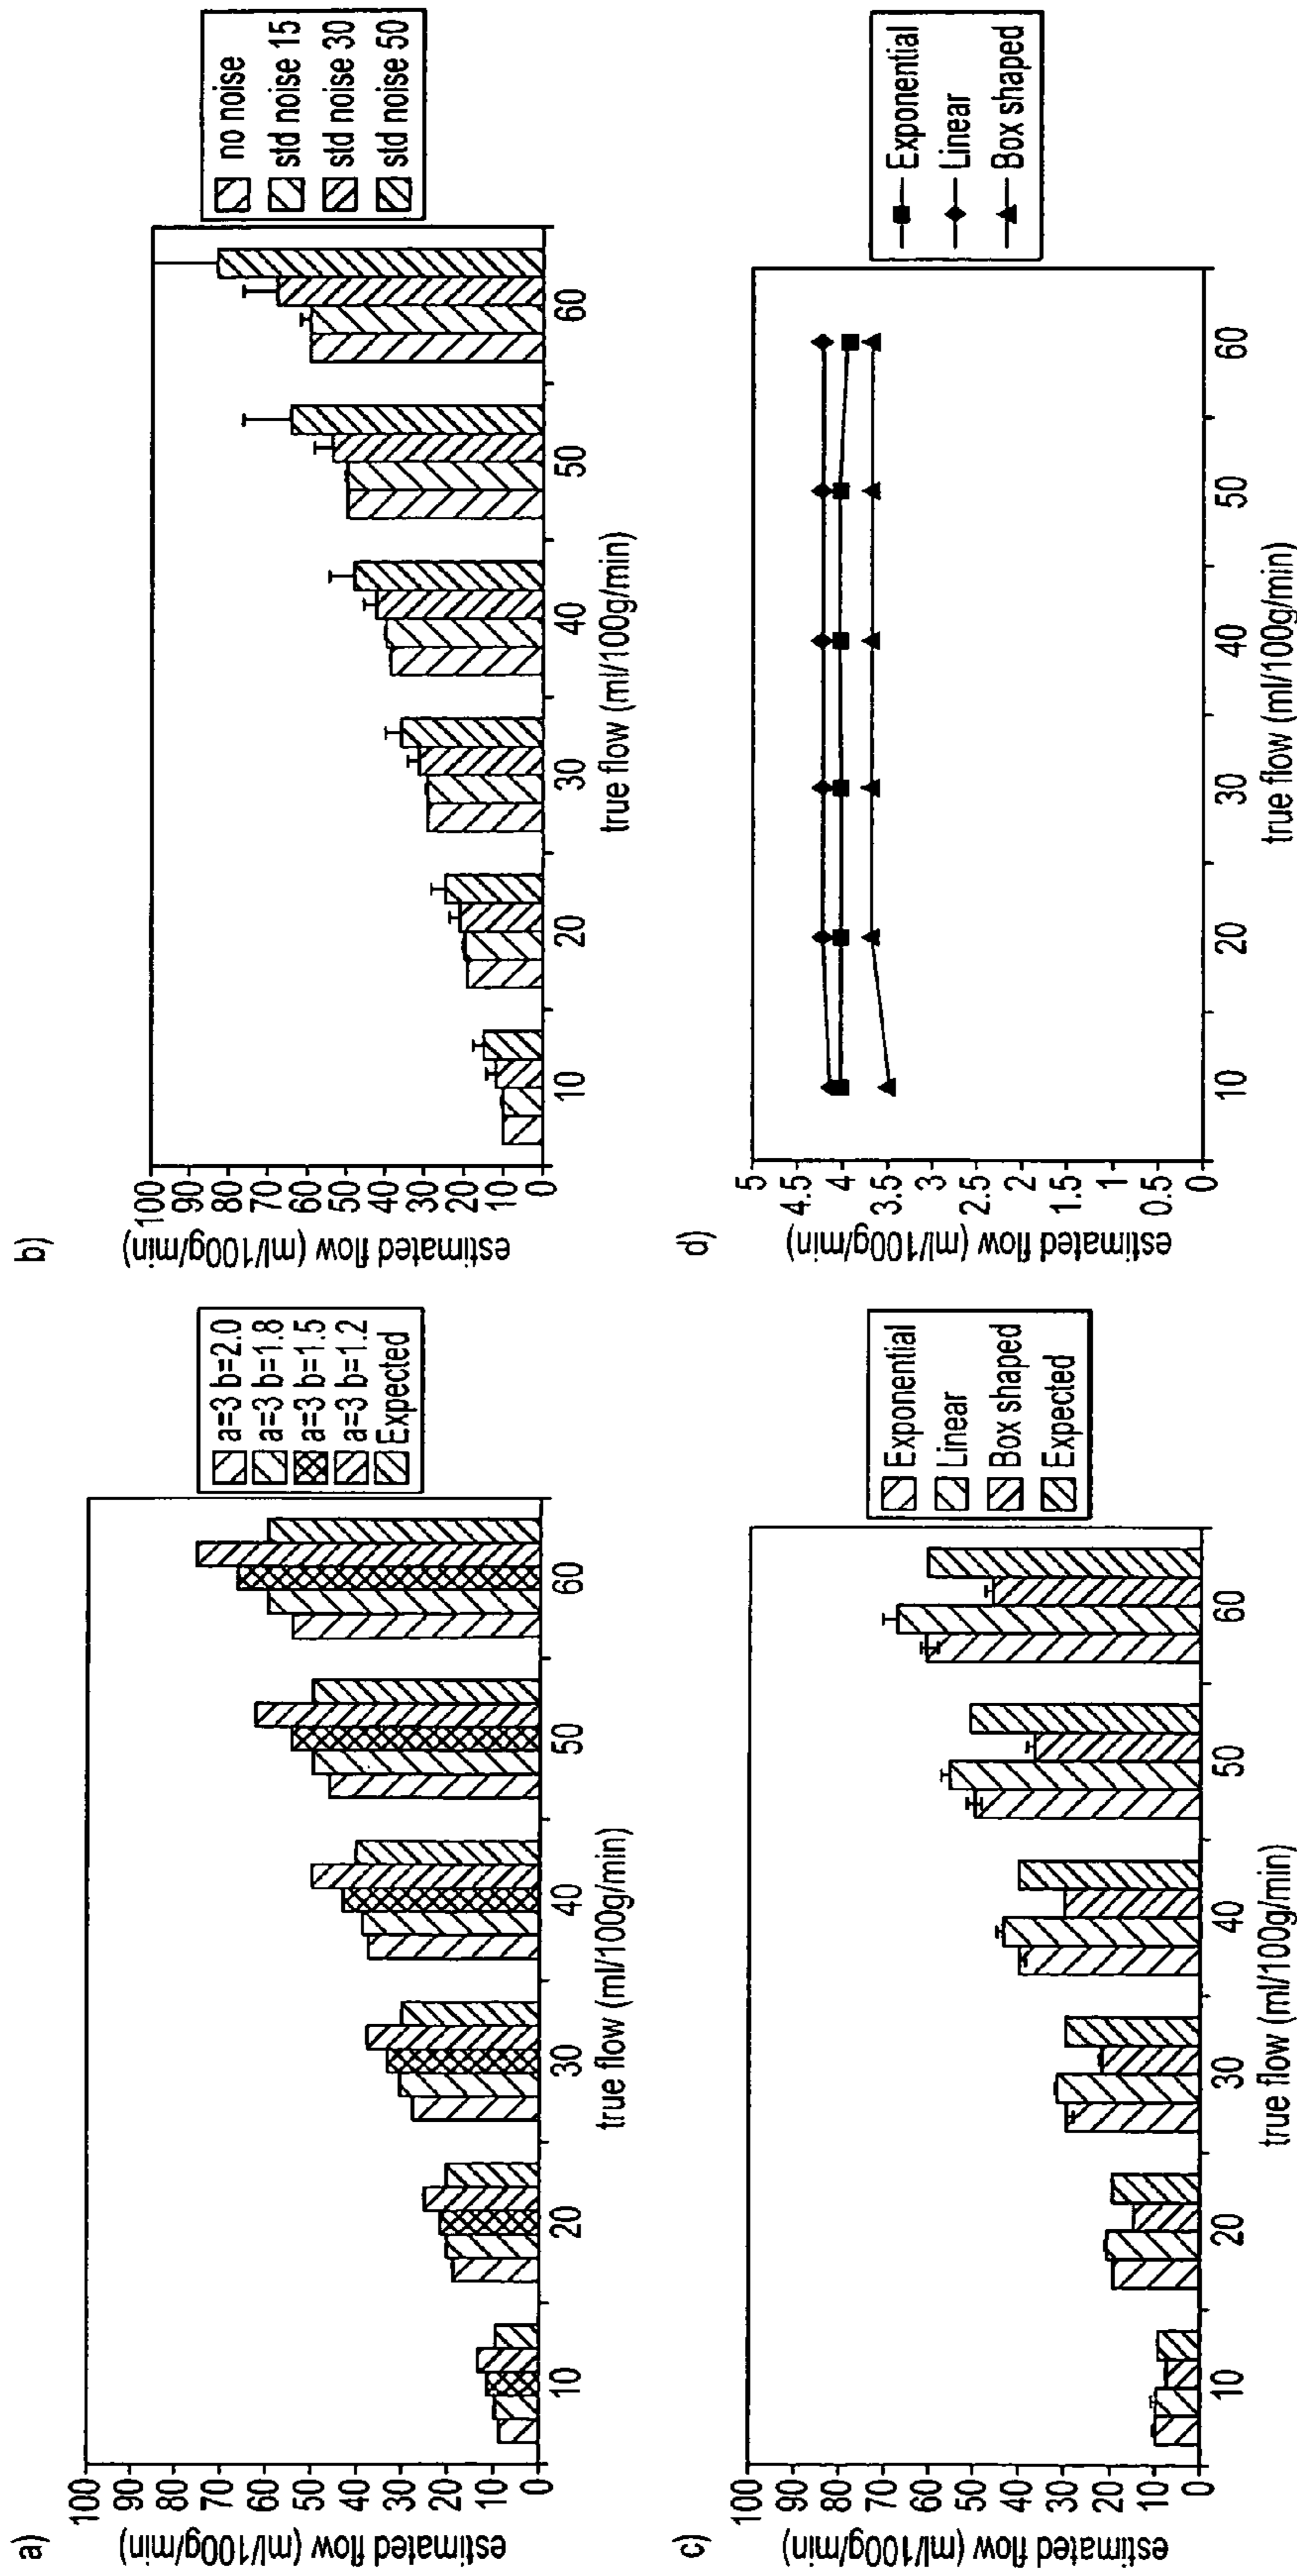 a)
estimated flow (ml/100g/min)
100
90
80
70
60
50
40
30
20
10
0
10
20
30
40
50
60
true flow (ml/100g/min)
a=3 b=2.0
a=3 b=1.8
a=3 b=1.5
a=3 b=1.2
Expected
b)
estimated flow (ml/100g/min)
100
90
80
70
60
50
40
30
20
10
0
10
20
30
40
50
60
true flow (ml/100g/min)
no noise
std noise 15
std noise 30
std noise 50
c)
estimated flow (ml/100g/min)
100
90
80
70
60
50
40
30
20
10
0
10
20
30
40
50
60
true flow (ml/100g/min)
Exponential
Linear
Box shaped
Expected
d)
estimated flow (ml/100g/min)
5
4.5
4
3.5
3
2.5
2
1.5
1
0.5
0
10
20
30
40
50
60
true flow (ml/100g/min)
Exponential
Linear
Box shaped